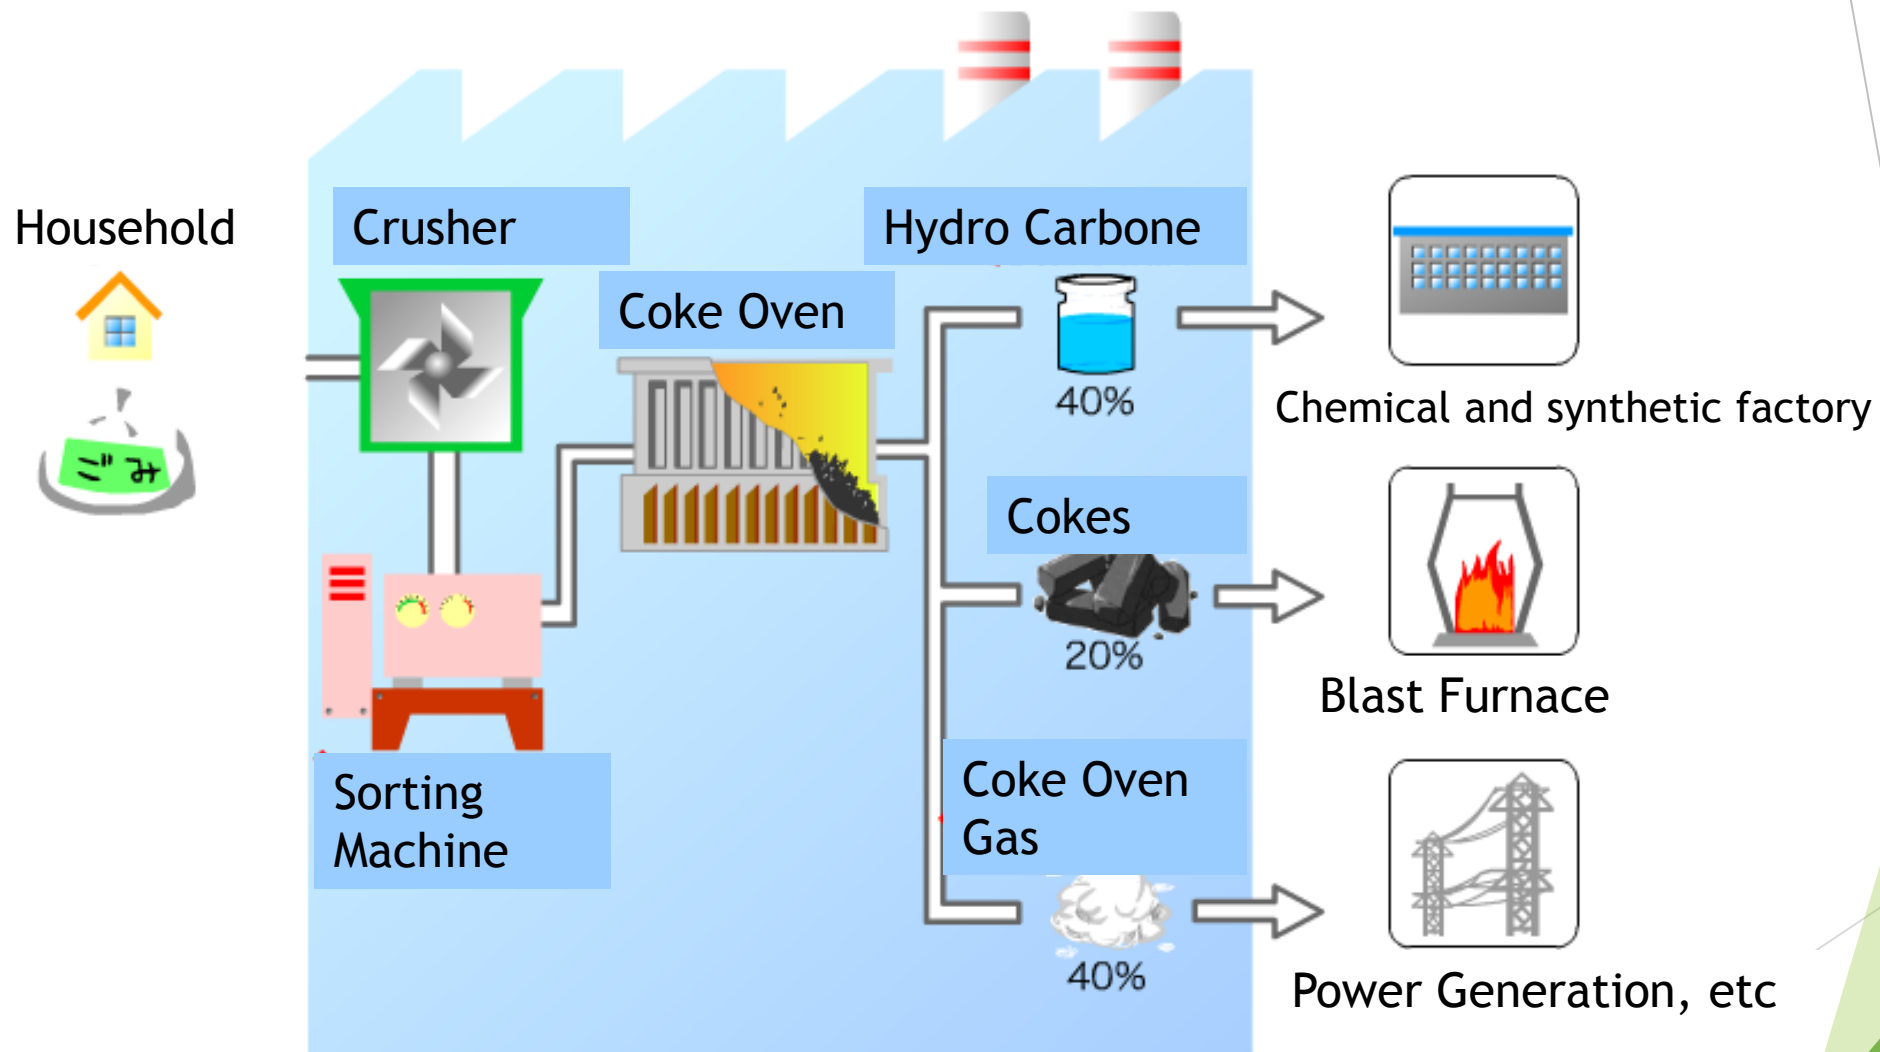 Household
ごみ
Crusher
Sorting
Machine
Coke Oven
Hydro Carbone
40%
Cokes
20%
Coke Oven
Gas
40%
Chemical and synthetic factory
Blast Furnace
Power Generation, etc